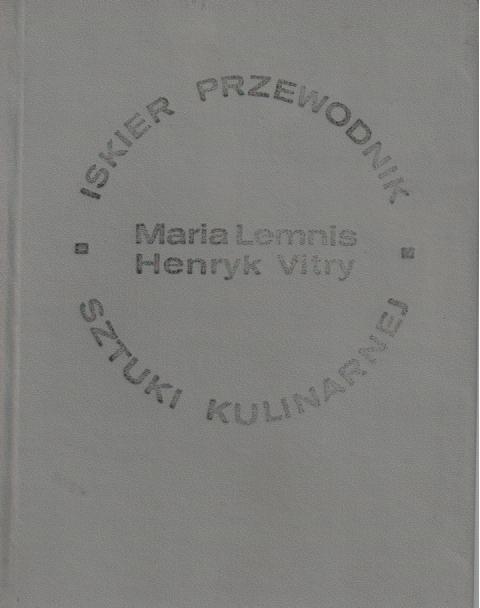 ISKIER PRZEWODNIK
Maria Lemnis
Henryk Vitry
SZTUKI KULINARNEJ